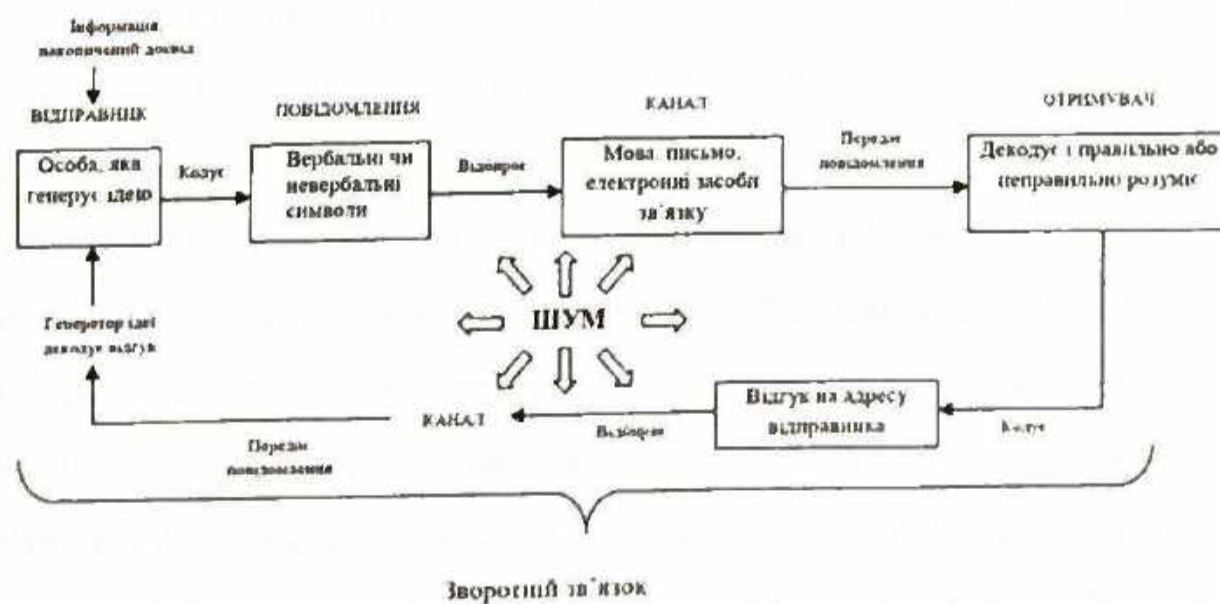 Інформація
накопичений досвід
ВІДПРАВНИК
ПОВІДОМЛЕННЯ
КАНАЛ
ОТРИМУВАЧ
Особа, яка
генерує ідею
Кодує
Вербальні чи
невербальні
символи
Відбирає
Мова, письмо,
електронні засоби
зв'язку
Передає
повідомлення
Декодує і правильно або
неправильно розуміє
ШУМ
Генератор ідеї
декодує відгук
Відгук на адресу
відправника
Кодує
Відбирає
КАНАЛ
Передає
повідомлення
Зворотній зв'язок